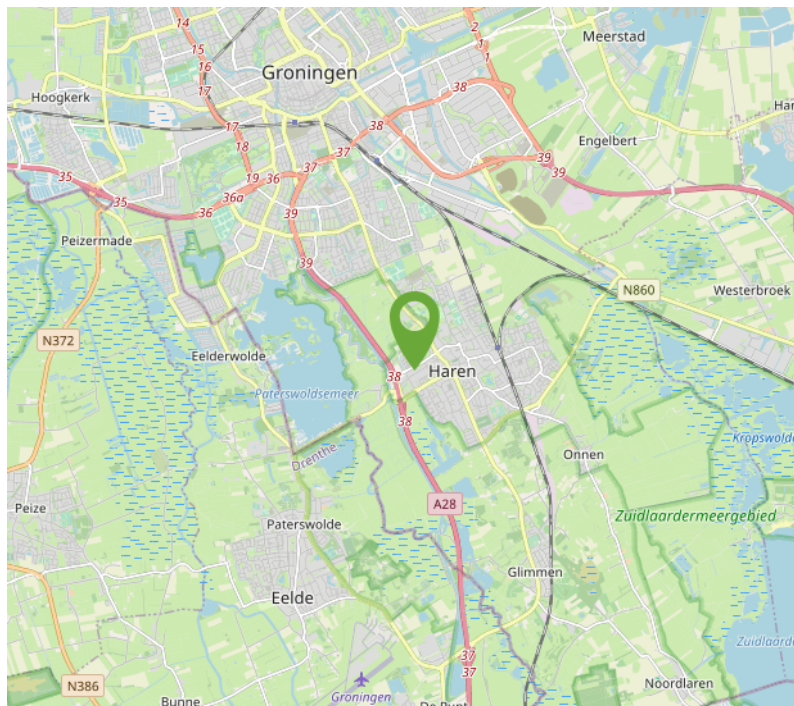 14
2
1
Meerstad
15
Groningen
1
16
38
17
Hoogkerk
Har
17
38
18
37
Engelbert
39
35
37
19
36
39
35
36a
36
39
Peizermade
39
N860
Westerbroek
N372
Eelderwolde
38
Haren
Paterswoldsemeer
38
Kropswolde
Drenthe
Onnen
A28
Peize
Zuidlaardermeergebied
Paterswolde
Glimmen
Eelde
Zuidlaard
37
37
N386
Noordlaren
Groningen
Bunne
De Punt